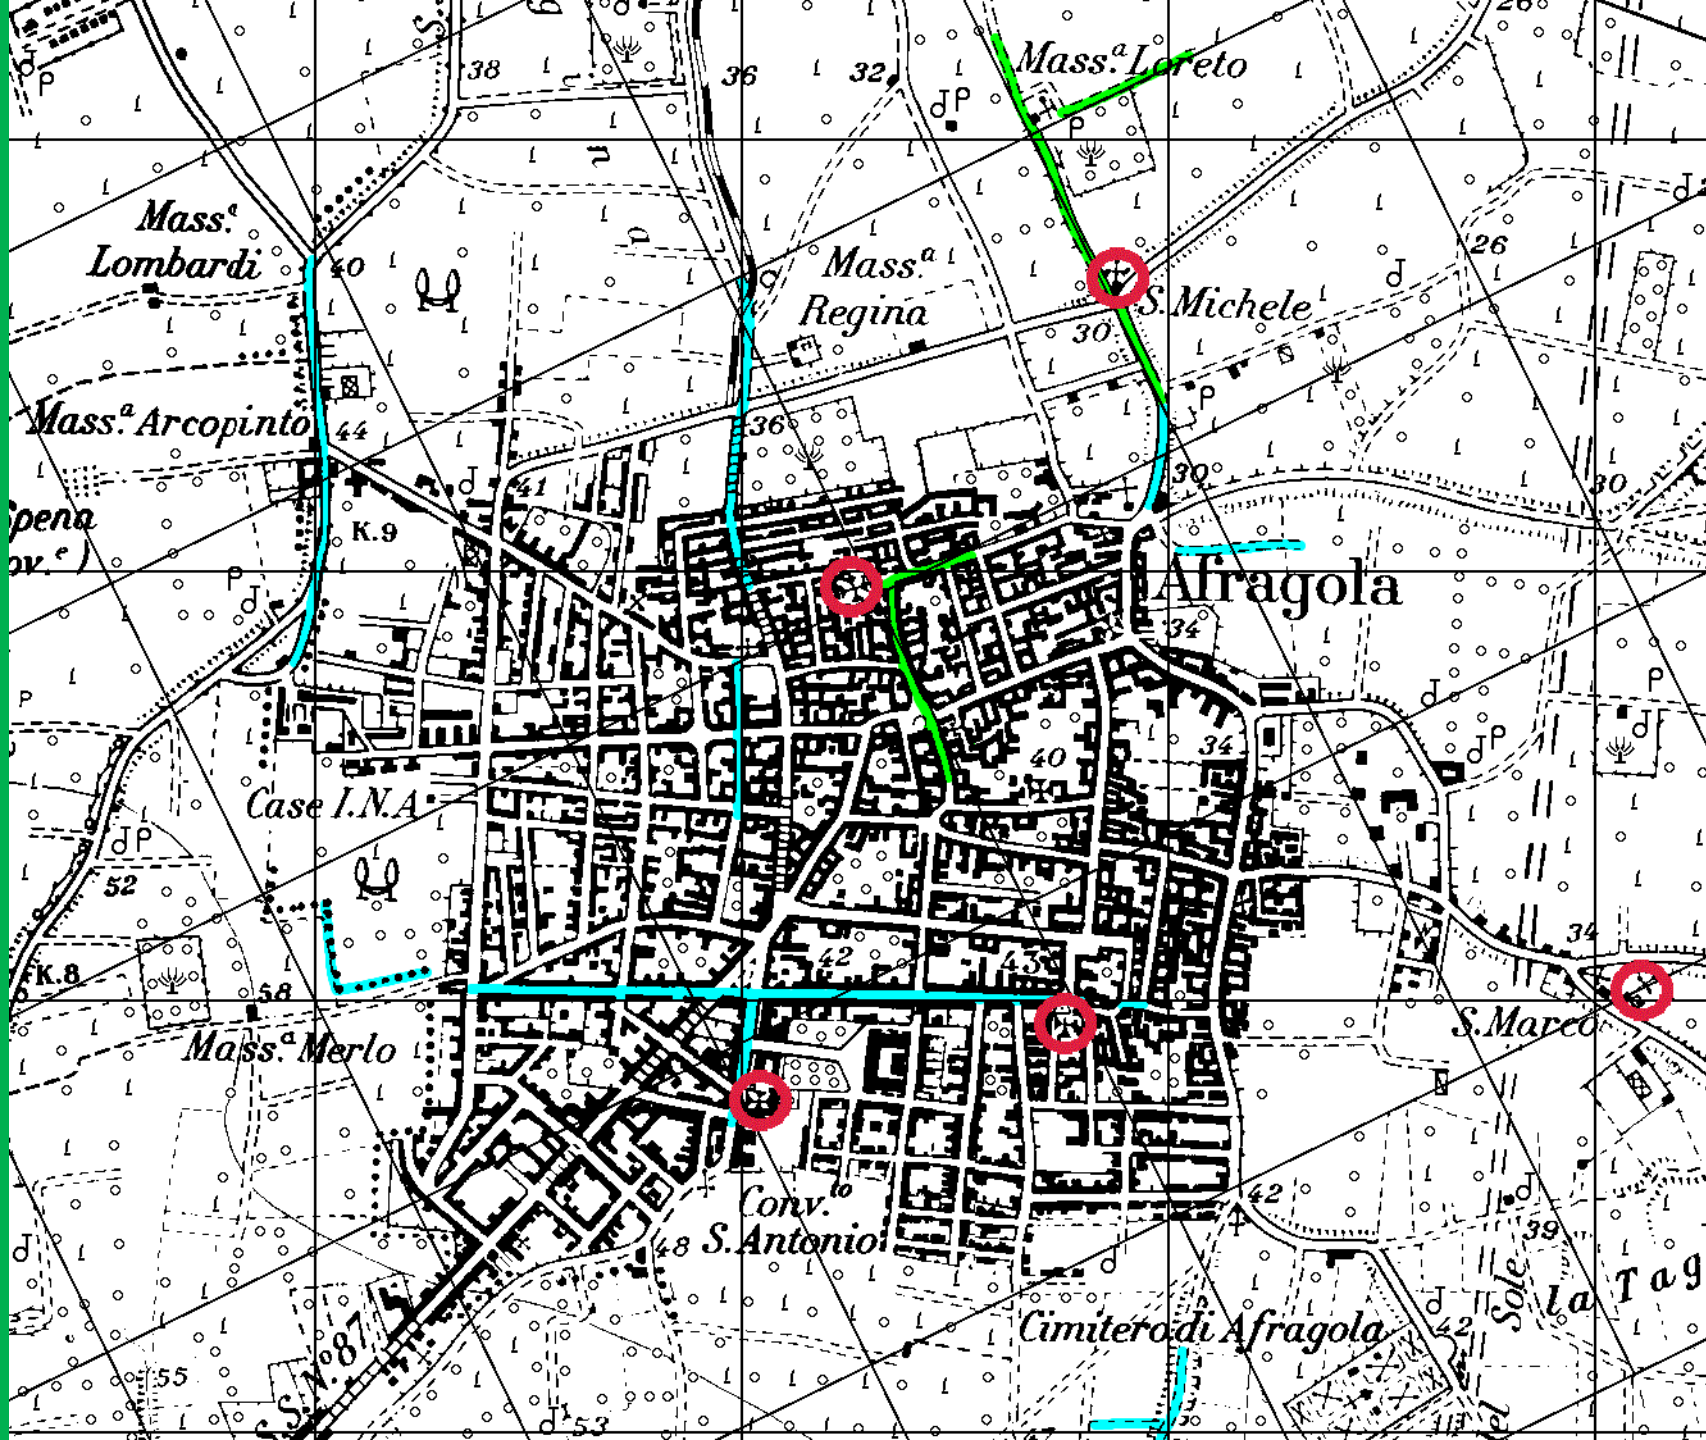 38
36
32
Mass.ª Loreto
P
P
P
26
Mass.ᵉ
Lombardi
40
Mass.ª
Regina
S. Michele
30
26
Mass.ª Arcopinto
44
36
41
30
30
P
K.9
Afragola
P
34
P
34
40
P
Case I.N.A.
P
52
42
43
34
K.8
58
Mass.ª Merlo
S. Marco
Conv.ᵗᵒ
S. Antonio
48
42
39
la Tag
Sole
Cimitero di Afragola
42
S.S. Nº 87
55
53